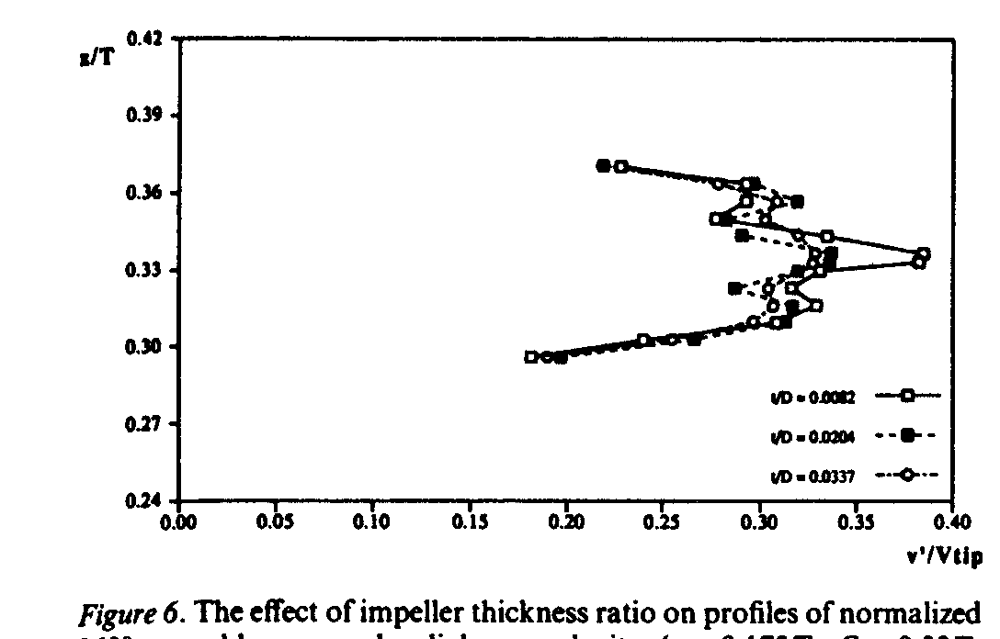 z/T
0.42
0.39
0.36
0.33
0.30
0.27
0.24
t/D = 0.0082
t/D = 0.0204
t/D = 0.0337
0.00 0.05 0.10 0.15 0.20 0.25 0.30 0.35 0.40
v'/Vtip
Figure 6. The effect of impeller thickness ratio on profiles of normalized